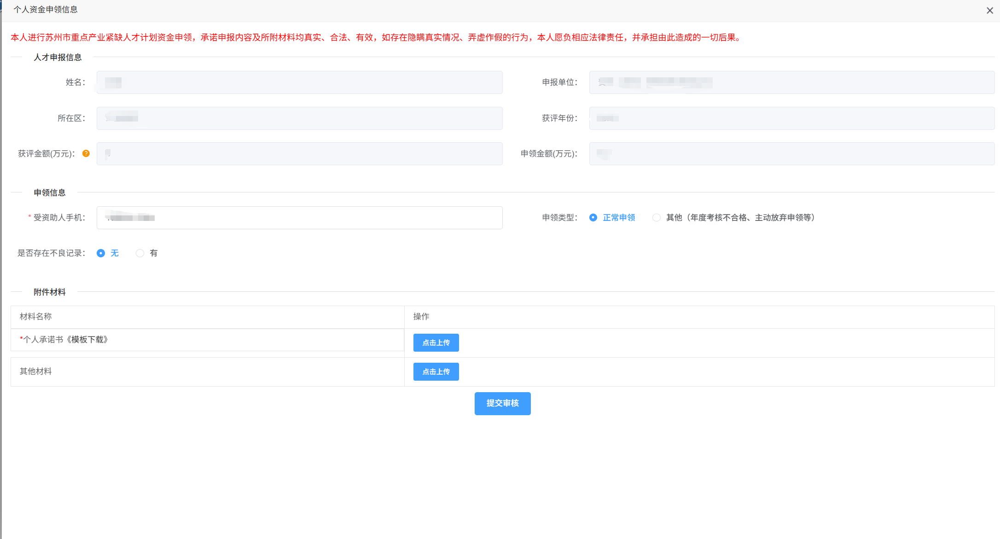 个人资金申领信息
本人进行苏州市重点产业紧缺人才计划资金申领，承诺申报内容及所附材料均真实、合法、有效，如存在隐瞒真实情况、弄虚作假的行为，本人愿负相应法律责任，并承担由此造成的一切后果。
人才申报信息
姓名：
申报单位：
所在区：
获评年份：
获评金额(万元)：
申领金额(万元)：
申领信息
* 受资助人手机：
申领类型： 正常申领 其他（年度考核不合格、主动放弃申领等）
是否存在不良记录： 无 有
附件材料
材料名称 操作
*个人承诺书《模板下载》 点击上传
其他材料 点击上传
提交审核